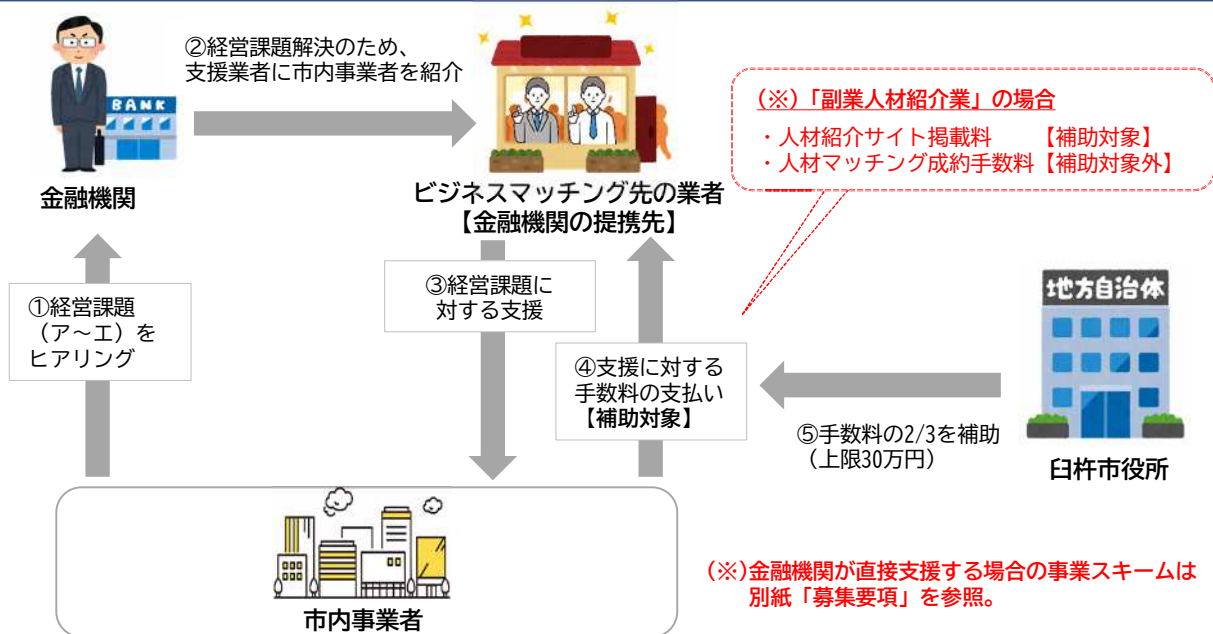 ②経営課題解決のため、
支援業者に市内事業者を紹介
BANK
金融機関
ビジネスマッチング先の業者
【金融機関の提携先】
(※)「副業人材紹介業」の場合
・人材紹介サイト掲載料 【補助対象】
・人材マッチング成約手数料【補助対象外】
①経営課題
（ア～エ）を
ヒアリング
③経営課題に
対する支援
④支援に対する
手数料の支払い
【補助対象】
地方自治体
⑤手数料の2/3を補助
（上限30万円）
臼杵市役所
市内事業者
(※)金融機関が直接支援する場合の事業スキームは
別紙「募集要項」を参照。